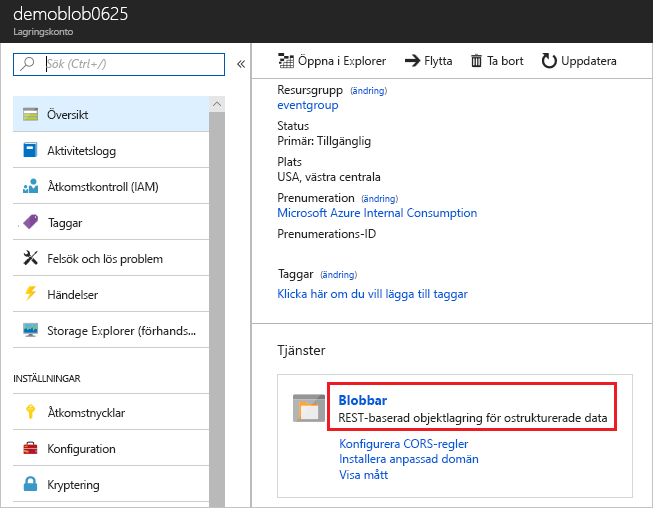 demoblob0625
Lagringskonto
Sök (Ctrl+/)
«
Översikt
Aktivitetslogg
Åtkomstkontroll (IAM)
Taggar
Felsök och lös problem
Händelser
Storage Explorer (förhands...
INSTÄLLNINGAR
Åtkomstnycklar
Konfiguration
Kryptering
Öppna i Explorer Flytta Ta bort Uppdatera
Resursgrupp (ändring)
eventgroup
Status
Primär: Tillgänglig
Plats
USA, västra centrala
Prenumeration (ändring)
Microsoft Azure Internal Consumption
Prenumerations-ID
Taggar (ändring)
Klicka här om du vill lägga till taggar
Tjänster
Blobbar
REST-baserad objektlagring för ostrukturerade data
Konfigurera CORS-regler
Installera anpassad domän
Visa mått